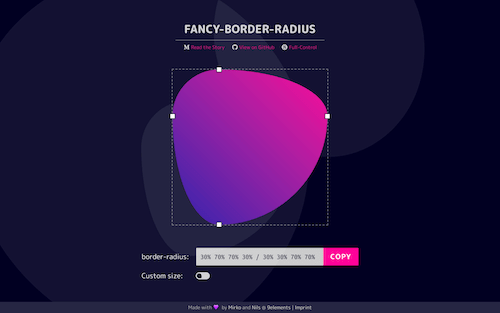 FANCY-BORDER-RADIUS
Read the Story View on GitHub Full-Control
border-radius: 30% 70% 70% 30% / 30% 30% 70% 70% COPY
Custom size:
Made with 💜 by Mirko and Nils @ 9elements | Imprint